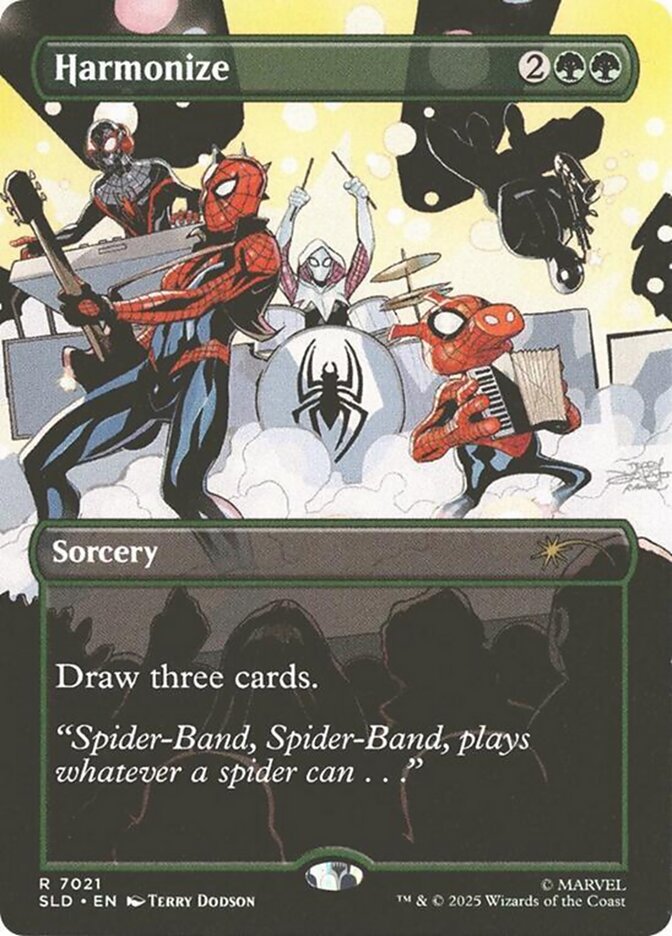 Harmonize 2
Sorcery
Draw three cards.
“Spider-Band, Spider-Band, plays
whatever a spider can . . .”
R 7021
SLD • EN TERRY DODSON
© MARVEL
™ & © 2025 Wizards of the Coast